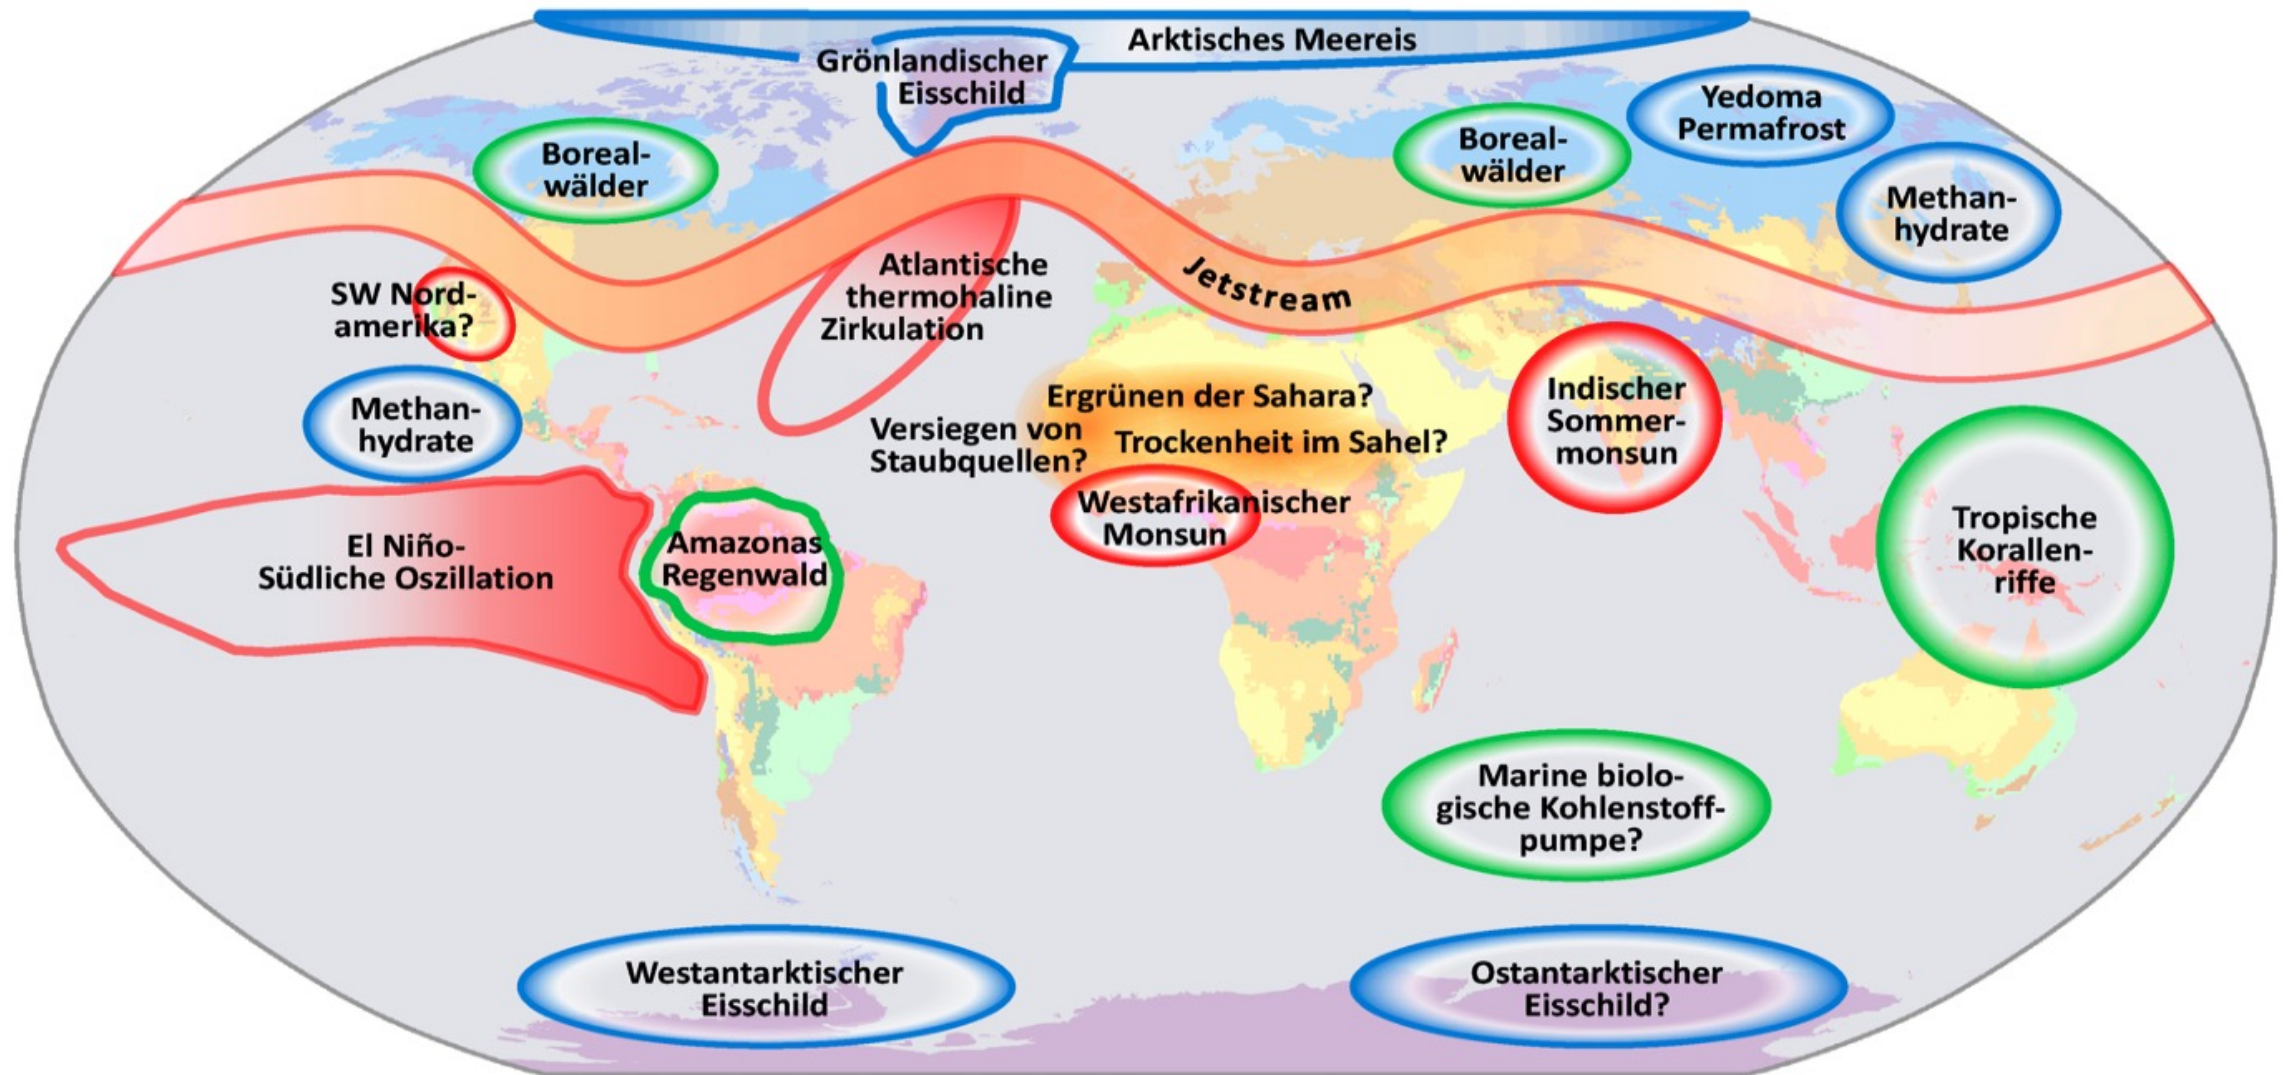 Arktisches Meereis
Grönlandischer
Eisschild
Yedoma
Permafrost
Boreal-
wälder
Boreal-
wälder
Methan-
hydrate
Atlantische
thermohaline
Zirkulation
Jetstream
SW Nord-
amerika?
Methan-
hydrate
Ergrünen der Sahara?
Versiegen von
Staubquellen?
Trockenheit im Sahel?
Indischer
Sommer-
monsun
Westafrikanischer
Monsun
El Niño-
Südliche Oszillation
Amazonas
Regenwald
Tropische
Korallen-
riffe
Marine biolo-
gische Kohlenstoff-
pumpe?
Westantarktischer
Eisschild
Ostantarktischer
Eisschild?